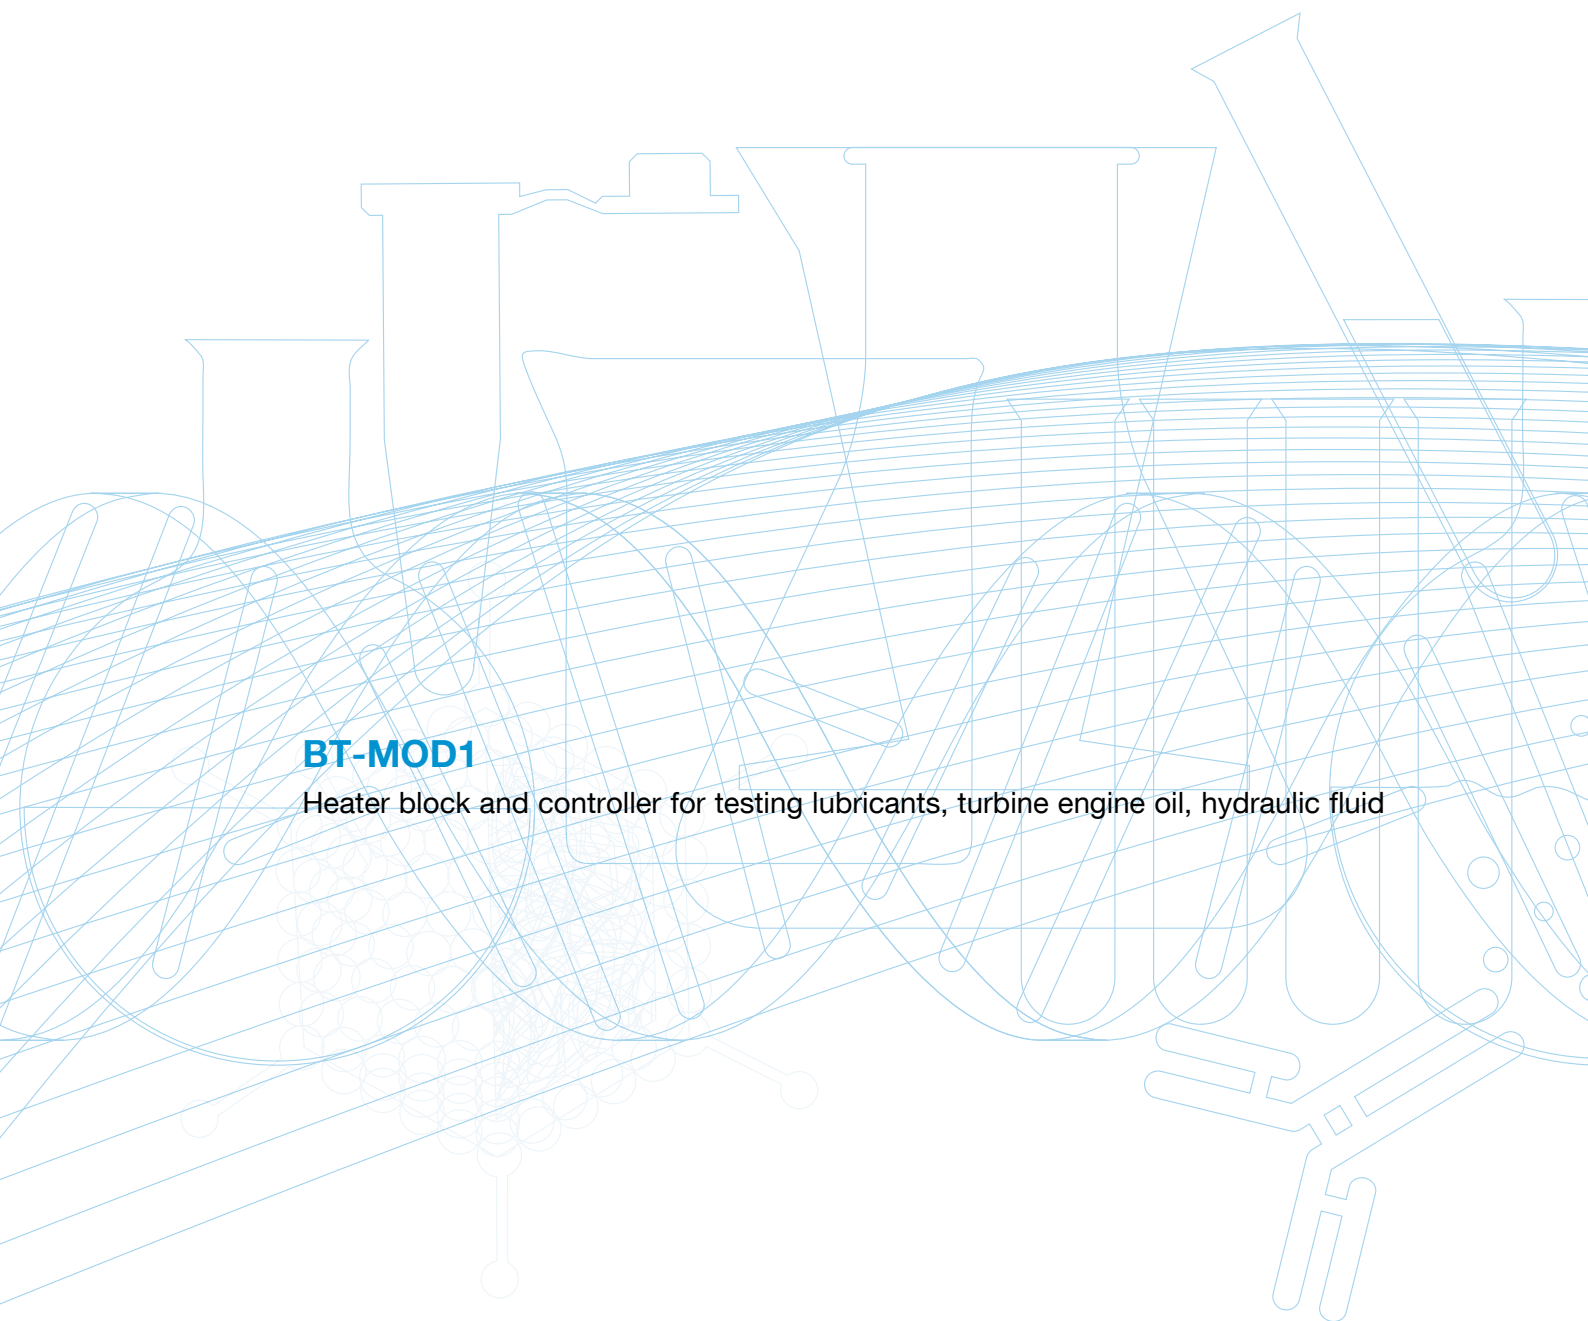 BT-MOD1
Heater block and controller for testing lubricants, turbine engine oil, hydraulic fluid